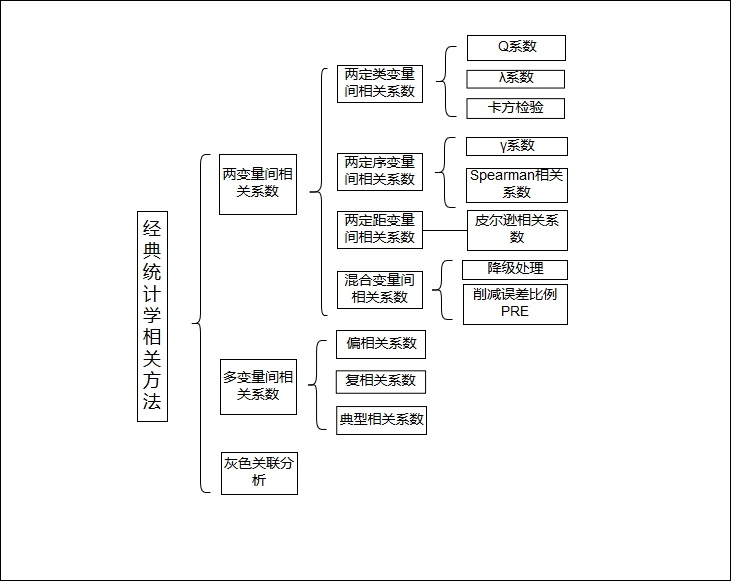 经典统计学相关方法
两变量间相
关系数
两定类变量
间相关系数
Q系数
λ系数
卡方检验
两定序变量
间相关系数
γ系数
Spearman相关
系数
两定距变量
间相关系数
皮尔逊相关系
数
混合变量间
相关系数
降级处理
削减误差比例
PRE
多变量间相
关系数
偏相关系数
复相关系数
典型相关系数
灰色关联分
析